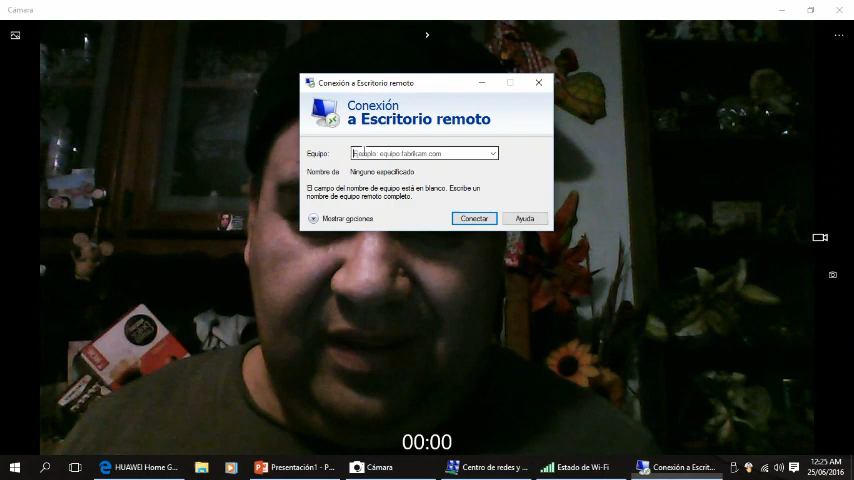 Cámara
Conexión a Escritorio remoto
Conexión
a Escritorio remoto
Equipo:
Ejemplo: equipo.fabrikam.com
Nombre de
Ninguno especificado
El campo del nombre de equipo está en blanco. Escribe un
nombre de equipo remoto completo.
Mostrar opciones
Conectar
Ayuda
00:00
HUAWEI Home G...
Presentación1 - P...
Cámara
Centro de redes y ...
Estado de Wi-Fi
Conexión a Escrit...
12:25 AM
25/06/2016